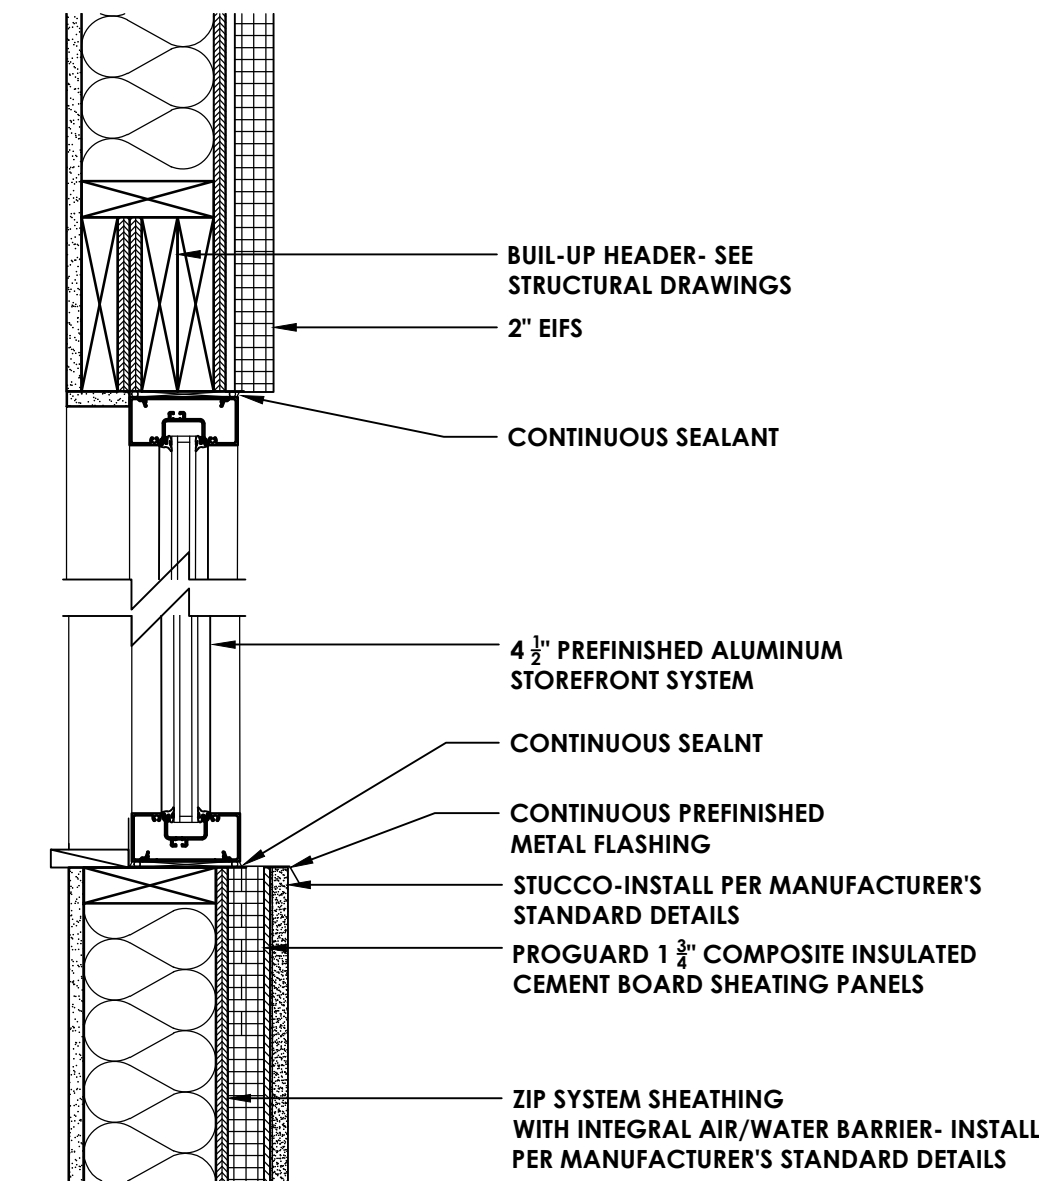 BUIL-UP HEADER- SEE
STRUCTURAL DRAWINGS
2" EIFS
CONTINUOUS SEALANT
4 1/2" PREFINISHED ALUMINUM
STOREFRONT SYSTEM
CONTINUOUS SEALNT
CONTINUOUS PREFINISHED
METAL FLASHING
STUCCO-INSTALL PER MANUFACTURER'S
STANDARD DETAILS
PROGUARD 1 3/4" COMPOSITE INSULATED
CEMENT BOARD SHEATING PANELS
ZIP SYSTEM SHEATHING
WITH INTEGRAL AIR/WATER BARRIER- INSTALL
PER MANUFACTURER'S STANDARD DETAILS